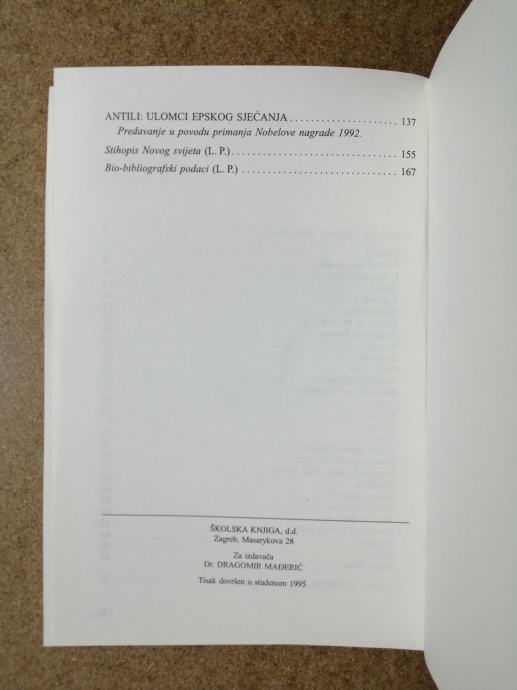 ANTILI: ULOMCI EPSKOG SJEĆANJA . . . . . . . . . . . . . . . . . . . . 137
Predavanje u povodu primanja Nobelove nagrade 1992.
Stihopis Novog svijeta (L. P.) . . . . . . . . . . . . . . . . . . . . . . . . . . . . . . 155
Bio-bibliografski podaci (L. P.) . . . . . . . . . . . . . . . . . . . . . . . . . . . . 167
ŠKOLSKA KNJIGA, d.d.
Zagreb, Masarykova 28
Za izdavača
Dr. DRAGOMIR MAĐERIĆ
Tisak dovršen u studenom 1995.